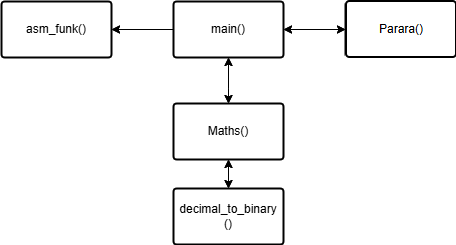 asm_funk()
main()
Parara()
Maths()
decimal_to_binary
()